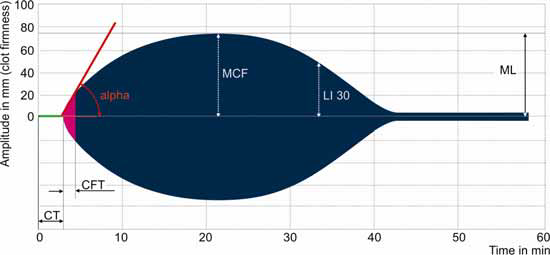 Amplitude in mm (clot firmness)
100
80
60
40
20
0
alpha
MCF
LI 30
ML
CFT
CT
0
10
20
30
40
50
60
Time in min